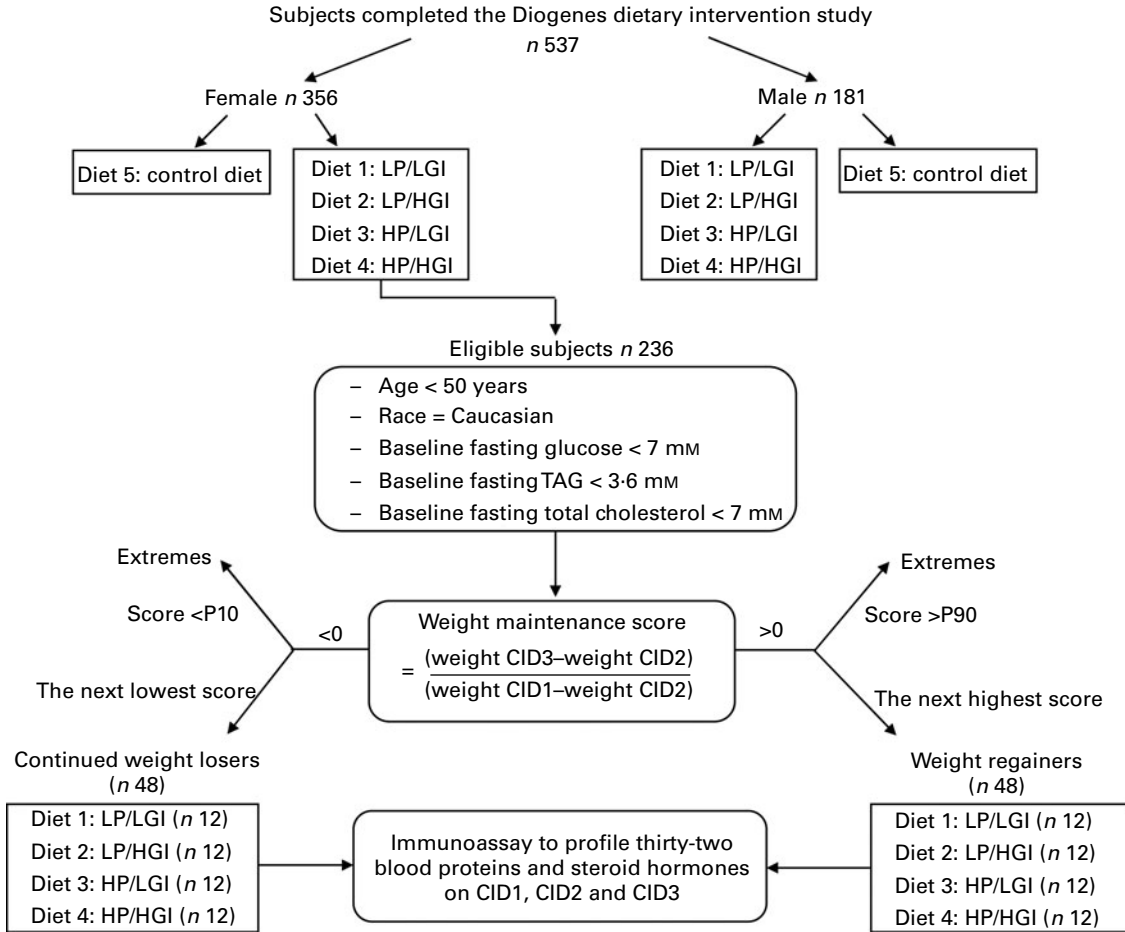 Subjects completed the Diogenes dietary intervention study
n 537
Female n 356
Male n 181
Diet 5: control diet
Diet 1: LP/LGI
Diet 2: LP/HGI
Diet 3: HP/LGI
Diet 4: HP/HGI
Diet 1: LP/LGI
Diet 2: LP/HGI
Diet 3: HP/LGI
Diet 4: HP/HGI
Diet 5: control diet
Eligible subjects n 236
– Age < 50 years
– Race = Caucasian
– Baseline fasting glucose < 7 mM
– Baseline fasting TAG < 3·6 mM
– Baseline fasting total cholesterol < 7 mM
Extremes
Score <P10
<0
The next lowest score
Weight maintenance score
= (weight CID3–weight CID2)
(weight CID1–weight CID2)
>0
Extremes
Score >P90
The next highest score
Continued weight losers
(n 48)
Diet 1: LP/LGI (n 12)
Diet 2: LP/HGI (n 12)
Diet 3: HP/LGI (n 12)
Diet 4: HP/HGI (n 12)
Immunoassay to profile thirty-two
blood proteins and steroid hormones
on CID1, CID2 and CID3
Weight regainers
(n 48)
Diet 1: LP/LGI (n 12)
Diet 2: LP/HGI (n 12)
Diet 3: HP/LGI (n 12)
Diet 4: HP/HGI (n 12)